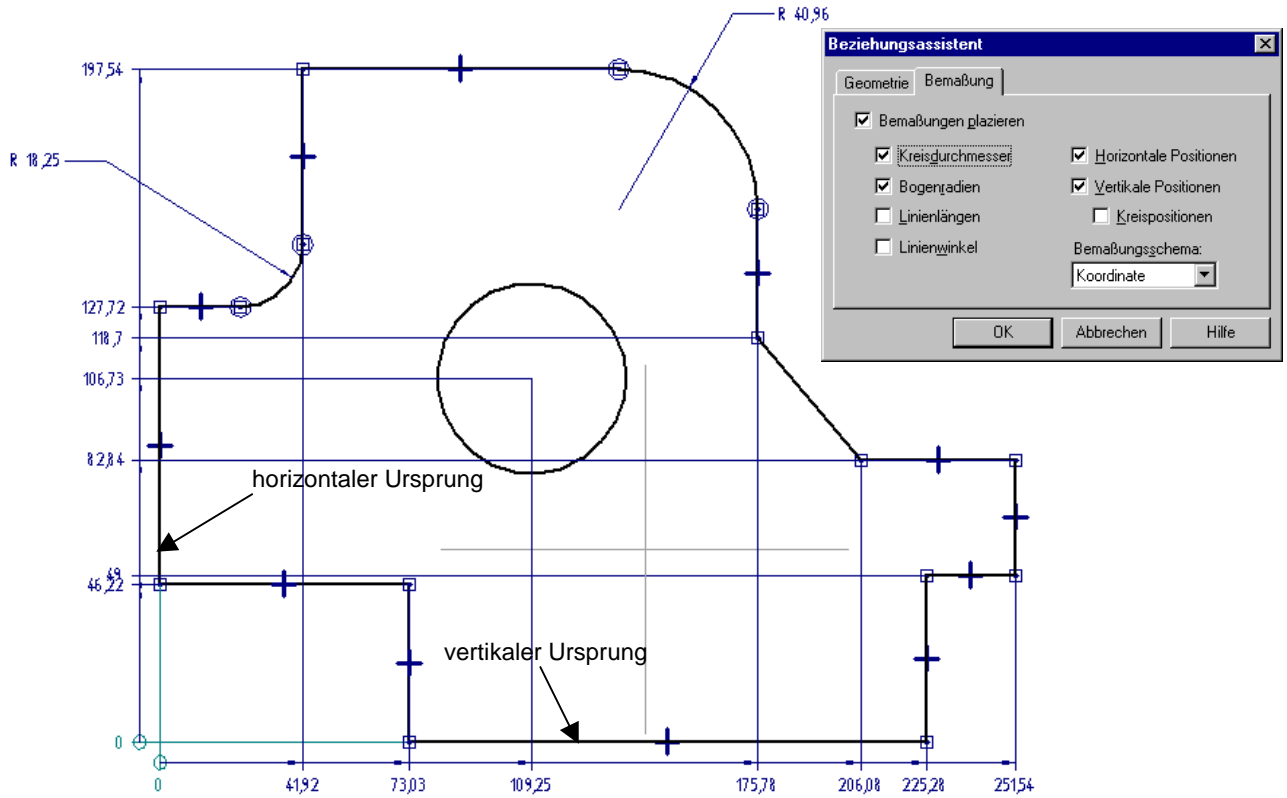 R 40,96
Beziehungsassistent
Geometrie
Bemaßung
Bemaßungen plazieren
Kreisdurchmesser
Horizontale Positionen
Bogenradien
Vertikale Positionen
Linienlängen
Kreispositionen
Linienwinkel
Bemaßungsschema:
Koordinate
OK
Abbrechen
Hilfe
197,54
R 18,25
127,72
118,7
106,73
82,84
horizontaler Ursprung
49
46,22
vertikaler Ursprung
0
0
41,92
73,03
109,25
175,78
206,08
225,28
251,54